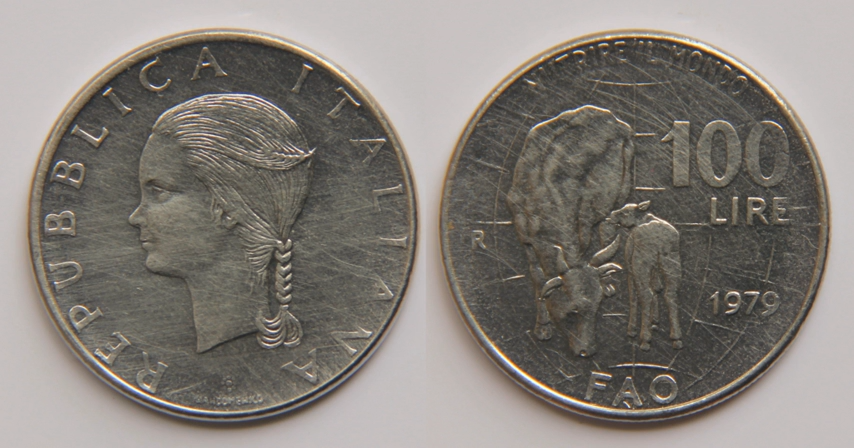 REPUBBLICA ITALIANA
NUTRIRE IL MONDO
100
LIRE
R
1979
FAO